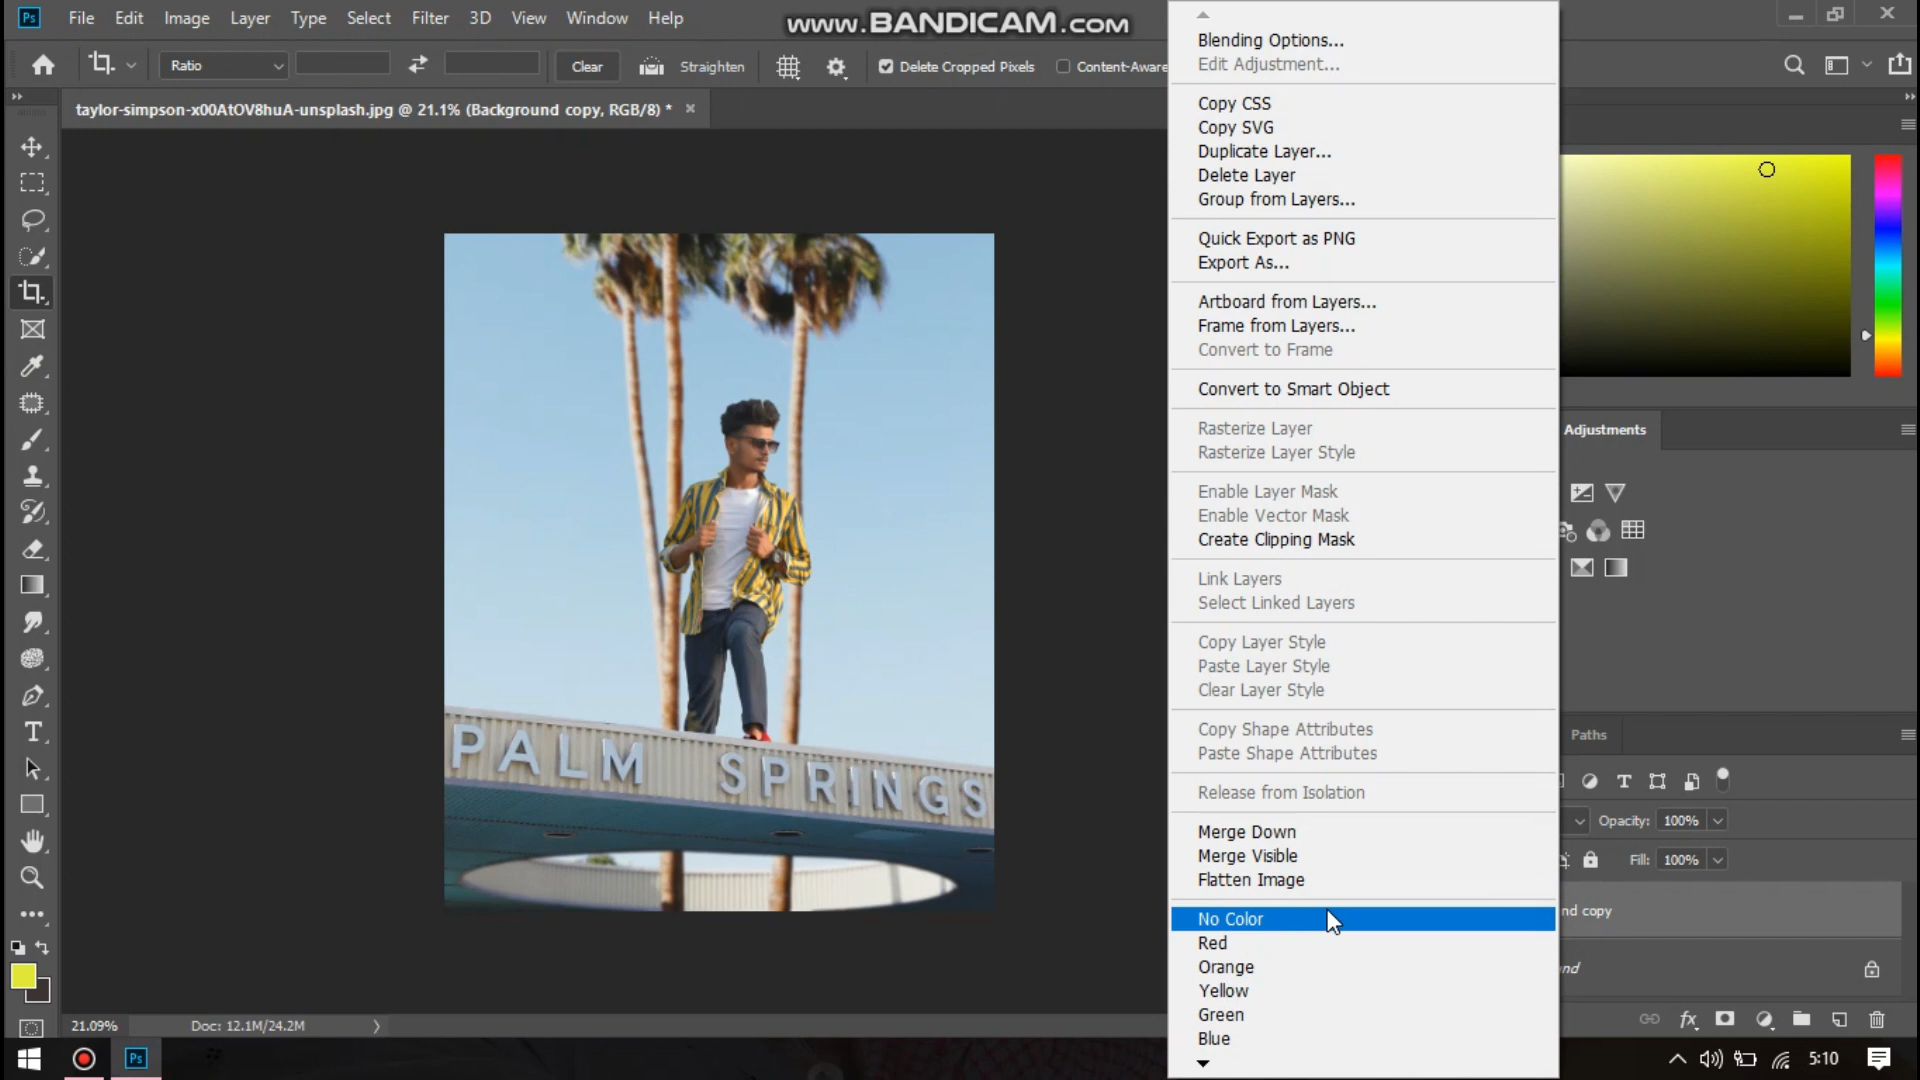 Ps File Edit Image Layer Type Select Filter 3D View Window Help
www.BANDICAM.com
Ratio Clear Straighten Delete Cropped Pixels Content-Aware
taylor-simpson-x00AtOV8huA-unsplash.jpg @ 21.1% (Background copy, RGB/8) *
Blending Options...
Edit Adjustment...
Copy CSS
Copy SVG
Duplicate Layer...
Delete Layer
Group from Layers...
Quick Export as PNG
Export As...
Artboard from Layers...
Frame from Layers...
Convert to Frame
Convert to Smart Object
Rasterize Layer
Rasterize Layer Style
Enable Layer Mask
Enable Vector Mask
Create Clipping Mask
Link Layers
Select Linked Layers
Copy Layer Style
Paste Layer Style
Clear Layer Style
Copy Shape Attributes
Paste Shape Attributes
Release from Isolation
Merge Down
Merge Visible
Flatten Image
No Color
Red
Orange
Yellow
Green
Blue
Adjustments
Paths
Opacity: 100%
Fill: 100%
nd copy
nd
PALM SPRINGS
21.09% Doc: 12.1M/24.2M
Ps
5:10